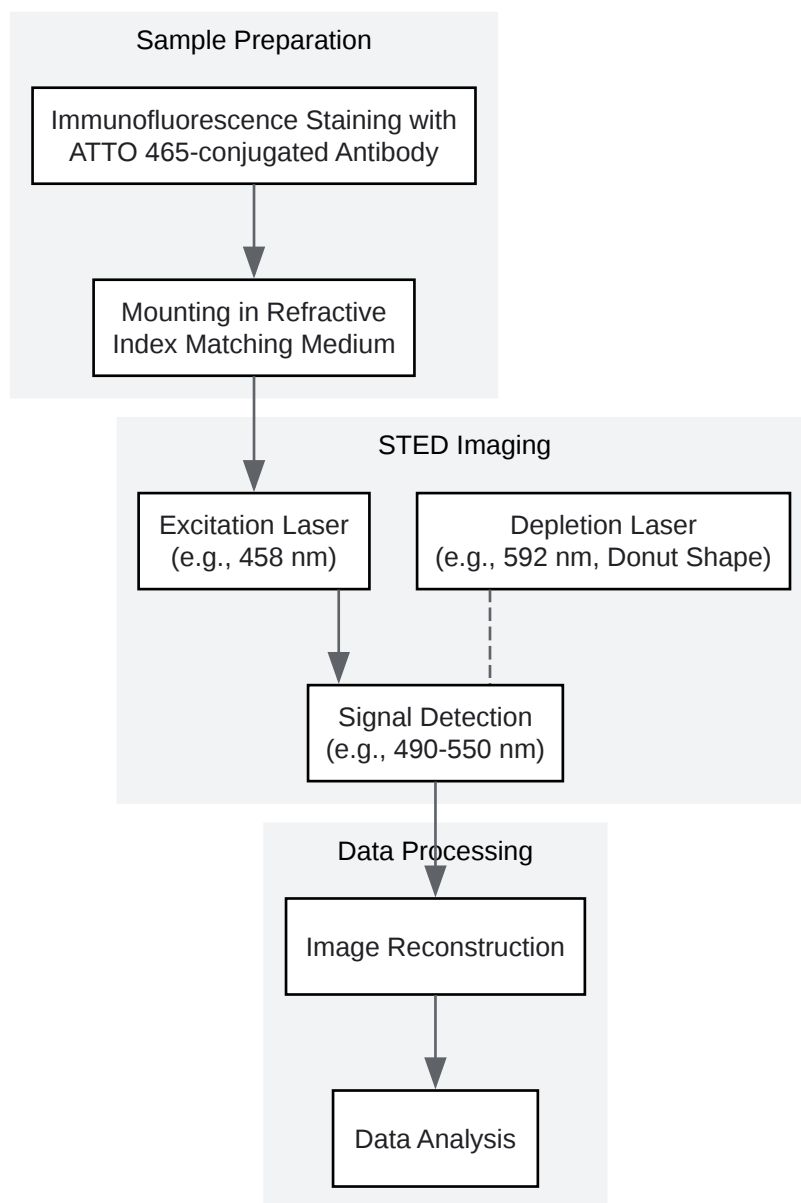 Sample Preparation
Immunofluorescence Staining with
ATTO 465-conjugated Antibody
Mounting in Refractive
Index Matching Medium
STED Imaging
Excitation Laser
(e.g., 458 nm)
Depletion Laser
(e.g., 592 nm, Donut Shape)
Signal Detection
(e.g., 490-550 nm)
Data Processing
Image Reconstruction
Data Analysis